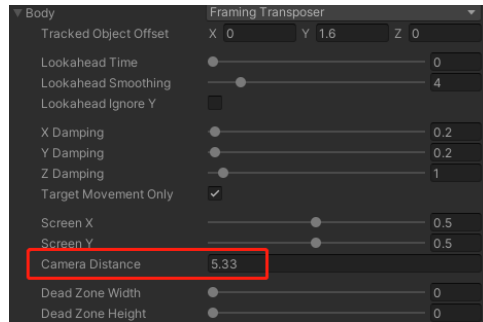 Body Framing Transposer
Tracked Object Offset X 0 Y 1.6 Z 0
Lookahead Time 0
Lookahead Smoothing 4
Lookahead Ignore Y
X Damping 0.2
Y Damping 0.2
Z Damping 1
Target Movement Only
Screen X 0.5
Screen Y 0.5
Camera Distance 5.33
Dead Zone Width 0
Dead Zone Height 0